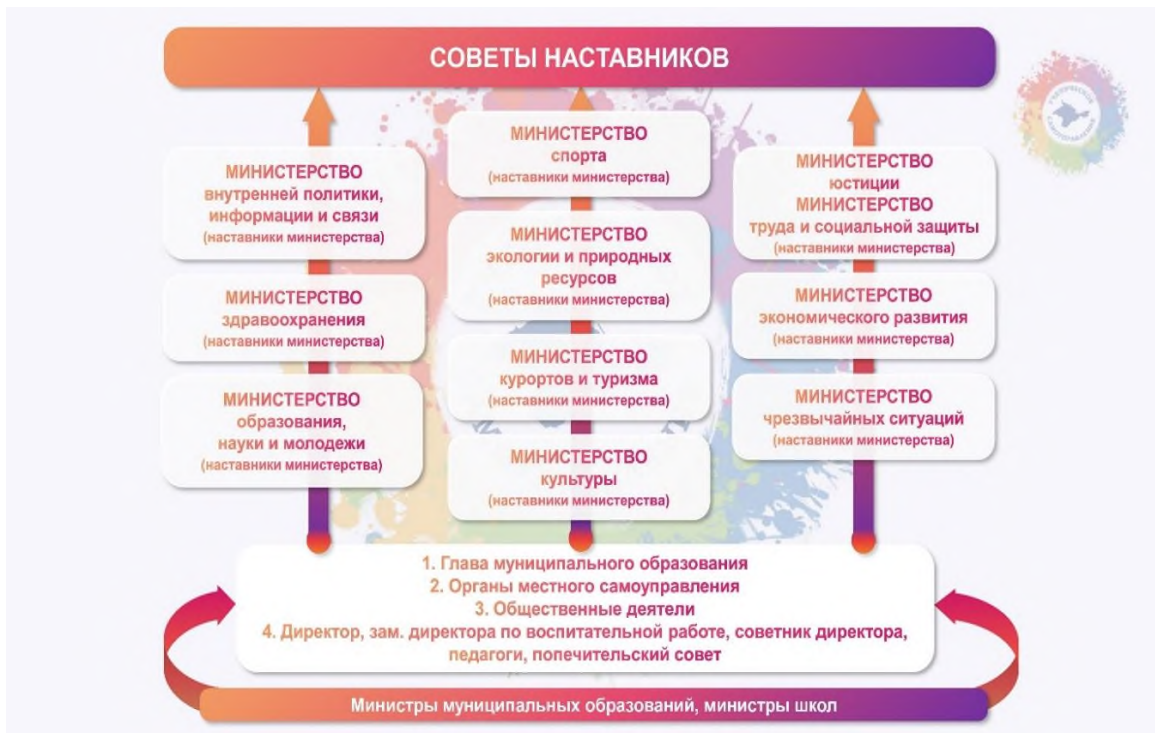 СОВЕТЫ НАСТАВНИКОВ
МИНИСТЕРСТВО
внутренней политики,
информации и связи
(наставники министерства)
МИНИСТЕРСТВО
здравоохранения
(наставники министерства)
МИНИСТЕРСТВО
образования,
науки и молодежи
(наставники министерства)
МИНИСТЕРСТВО
спорта
(наставники министерства)
МИНИСТЕРСТВО
экологии и природных
ресурсов
(наставники министерства)
МИНИСТЕРСТВО
курортов и туризма
(наставники министерства)
МИНИСТЕРСТВО
культуры
(наставники министерства)
МИНИСТЕРСТВО
юстиции
МИНИСТЕРСТВО
труда и социальной защиты
(наставники министерства)
МИНИСТЕРСТВО
экономического развития
(наставники министерства)
МИНИСТЕРСТВО
чрезвычайных ситуаций
(наставники министерства)
1. Глава муниципального образования
2. Органы местного самоуправления
3. Общественные деятели
4. Директор, зам. директора по воспитательной работе, советник директора,
педагоги, попечительский совет
Министры муниципальных образований, министры школ